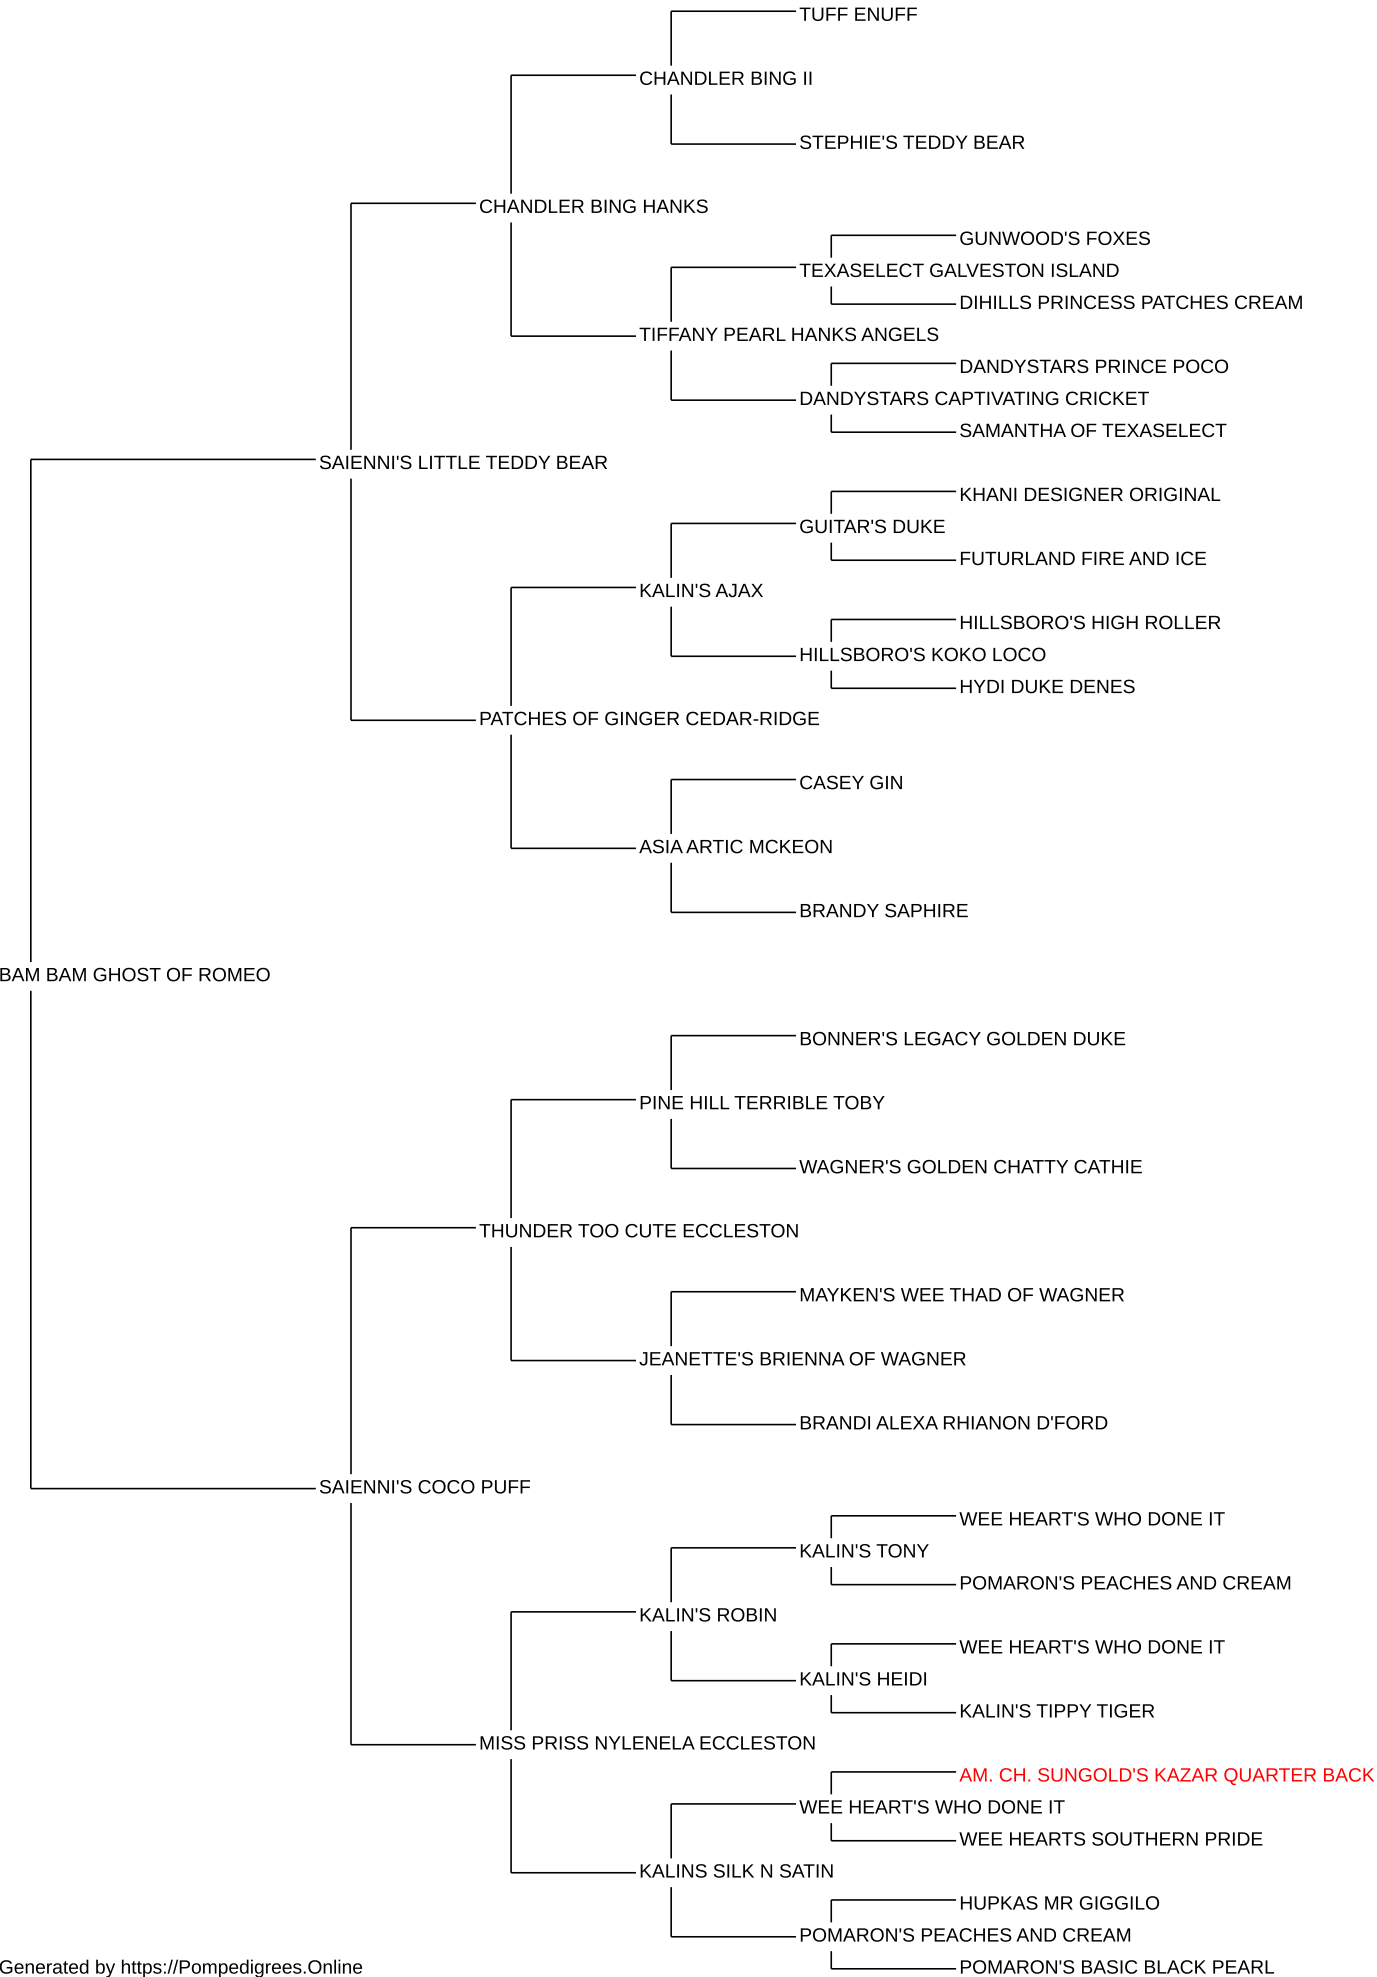 TUFF ENUFF
CHANDLER BING II
STEPHIE'S TEDDY BEAR
CHANDLER BING HANKS
GUNWOOD'S FOXES
TEXASELECT GALVESTON ISLAND
DIHILLS PRINCESS PATCHES CREAM
TIFFANY PEARL HANKS ANGELS
DANDYSTARS PRINCE POCO
DANDYSTARS CAPTIVATING CRICKET
SAMANTHA OF TEXASELECT
SAIENNI'S LITTLE TEDDY BEAR
KHANI DESIGNER ORIGINAL
GUITAR'S DUKE
FUTURLAND FIRE AND ICE
KALIN'S AJAX
HILLSBORO'S HIGH ROLLER
HILLSBORO'S KOKO LOCO
HYDI DUKE DENES
PATCHES OF GINGER CEDAR-RIDGE
CASEY GIN
ASIA ARTIC MCKEON
BRANDY SAPHIRE
BAM BAM GHOST OF ROMEO
BONNER'S LEGACY GOLDEN DUKE
PINE HILL TERRIBLE TOBY
WAGNER'S GOLDEN CHATTY CATHIE
THUNDER TOO CUTE ECCLESTON
MAYKEN'S WEE THAD OF WAGNER
JEANETTE'S BRIENNA OF WAGNER
BRANDI ALEXA RHIANON D'FORD
SAIENNI'S COCO PUFF
WEE HEART'S WHO DONE IT
KALIN'S TONY
POMARON'S PEACHES AND CREAM
KALIN'S ROBIN
WEE HEART'S WHO DONE IT
KALIN'S HEIDI
KALIN'S TIPPY TIGER
MISS PRISS NYLENELA ECCLESTON
AM. CH. SUNGOLD'S KAZAR QUARTER BACK
WEE HEART'S WHO DONE IT
WEE HEARTS SOUTHERN PRIDE
KALINS SILK N SATIN
HUPKAS MR GIGGILO
POMARON'S PEACHES AND CREAM
POMARON'S BASIC BLACK PEARL
Generated by https://Pompedigrees.Online